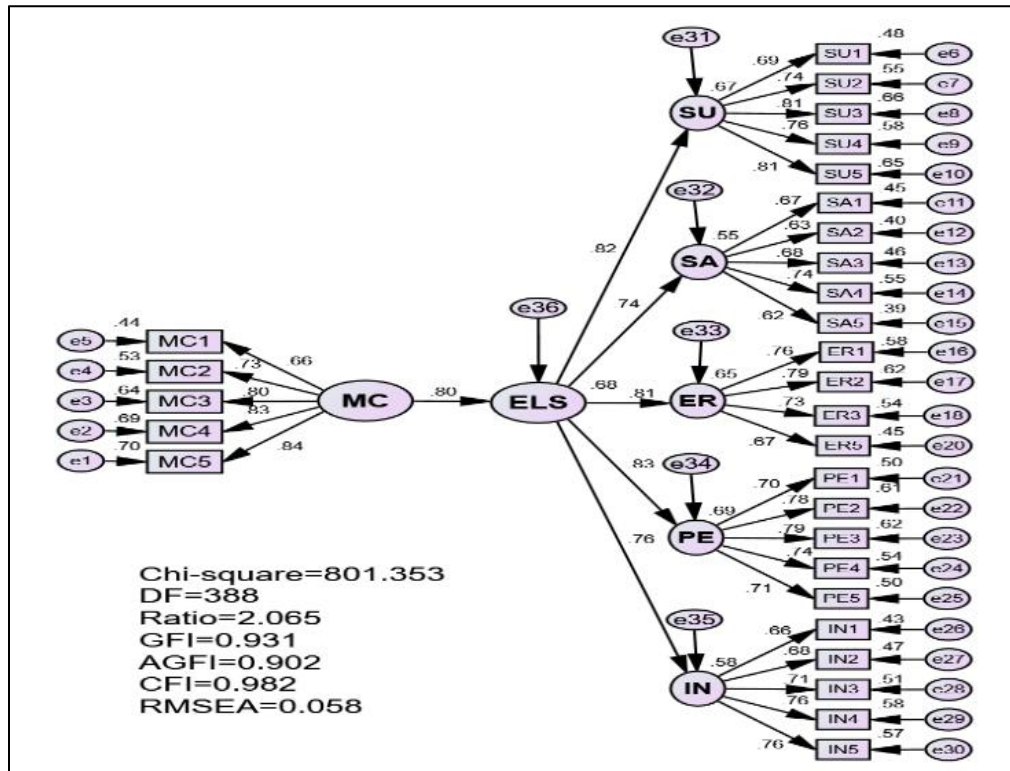 e31
.48
.69 SU1 e6
.67 .74 SU2 .55 e7
SU .81 SU3 .66 e8
.76 SU4 .58 e9
.81 SU5 .65 e10
e32
.67 SA1 .45 e11
.55 .63 SA2 .40 e12
SA .68 SA3 .46 e13
.74 SA4 .55 e14
.62 SA5 .39 e15
.82
.74
e36
e33
.76 ER1 .58 e16
.65 .79 ER2 .62 e17
ER .73 ER3 .54 e18
.67 ER5 .45 e20
.44
e5 MC1 .66
e4 .53 MC2 .73
e3 .64 MC3 .80 MC .80 ELS .68 .81
e2 .69 MC4 .83
e1 .70 MC5 .84
.83 e34
.70 PE1 .50 e21
.69 .78 PE2 .61 e22
PE .79 PE3 .62 e23
.74 PE4 .54 e24
.71 PE5 .50 e25
.76
e35
.66 IN1 .43 e26
.58 .68 IN2 .47 e27
IN .71 IN3 .51 e28
.76 IN4 .58 e29
.76 IN5 .57 e30
Chi-square=801.353
DF=388
Ratio=2.065
GFI=0.931
AGFI=0.902
CFI=0.982
RMSEA=0.058